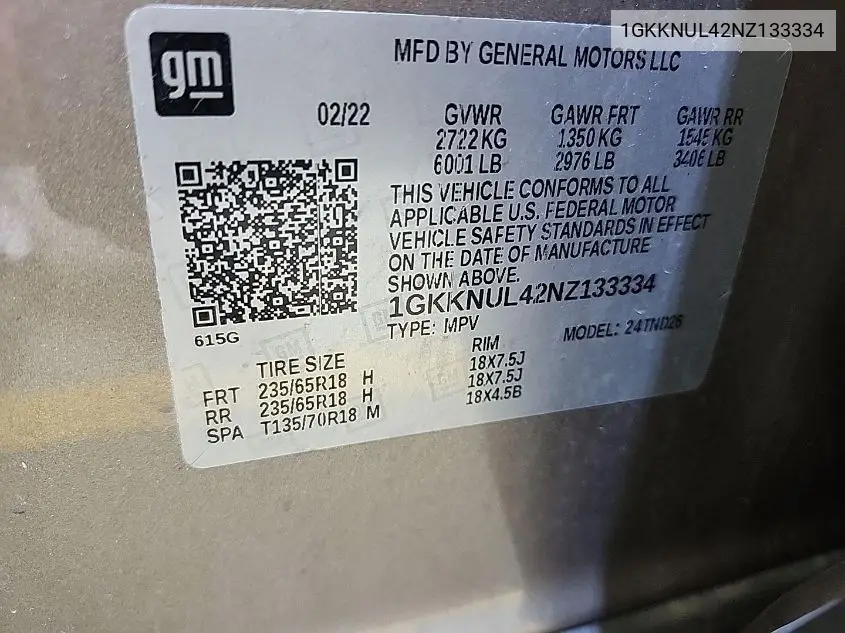 1GKKNUL42NZ133334
gm
MFD BY GENERAL MOTORS LLC
02/22 GVWR GAWR FRT GAWR RR
2722 KG 1350 KG 1545 KG
6001 LB 2976 LB 3406 LB
THIS VEHICLE CONFORMS TO ALL
APPLICABLE U.S. FEDERAL MOTOR
VEHICLE SAFETY STANDARDS IN EFFECT
ON THE DATE OF MANUFACTURE
SHOWN ABOVE.
1GKKNUL42NZ133334
TYPE: MPV MODEL: 24TND26
615G
TIRE SIZE RIM
FRT 235/65R18 H 18X7.5J
RR 235/65R18 H 18X7.5J
SPA T135/70R18 M 18X4.5B